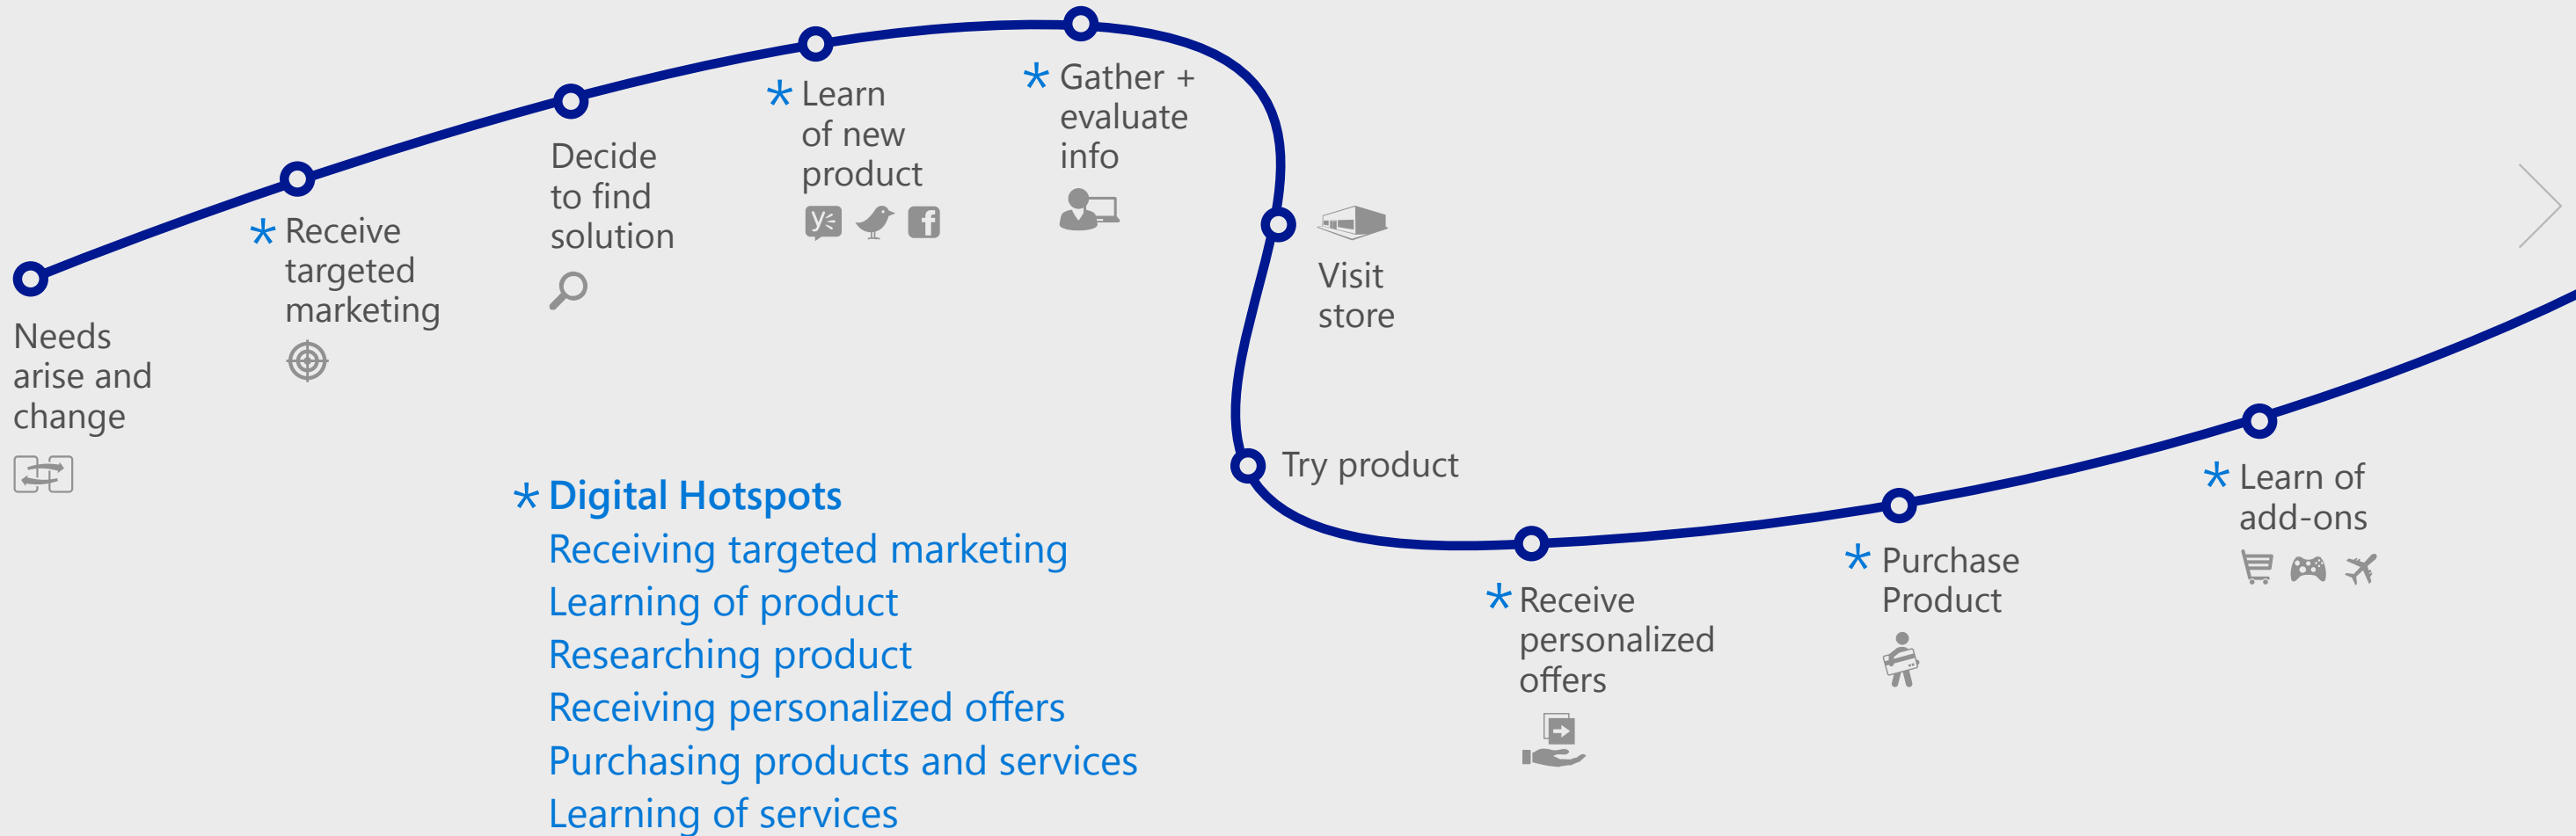 Needs
arise and
change
* Receive
targeted
marketing
Decide
to find
solution
* Learn
of new
product
* Gather +
evaluate
info
Visit
store
Try product
* Receive
personalized
offers
* Purchase
Product
* Learn of
add-ons
* Digital Hotspots
Receiving targeted marketing
Learning of product
Researching product
Receiving personalized offers
Purchasing products and services
Learning of services